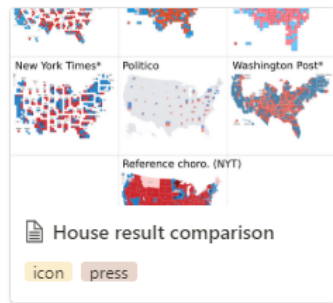 New York Times* Politico Washington Post*
Reference choro. (NYT)
House result comparison
icon press